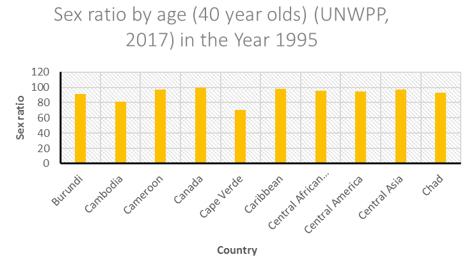 Sex ratio by age (40 year olds) (UNWPP,
2017) in the Year 1995
120
100
80
60
40
20
0
Sex ratio
Burundi
Cambodia
Cameroon
Canada
Cape Verde
Caribbean
Central African...
Central America
Central Asia
Chad
Country